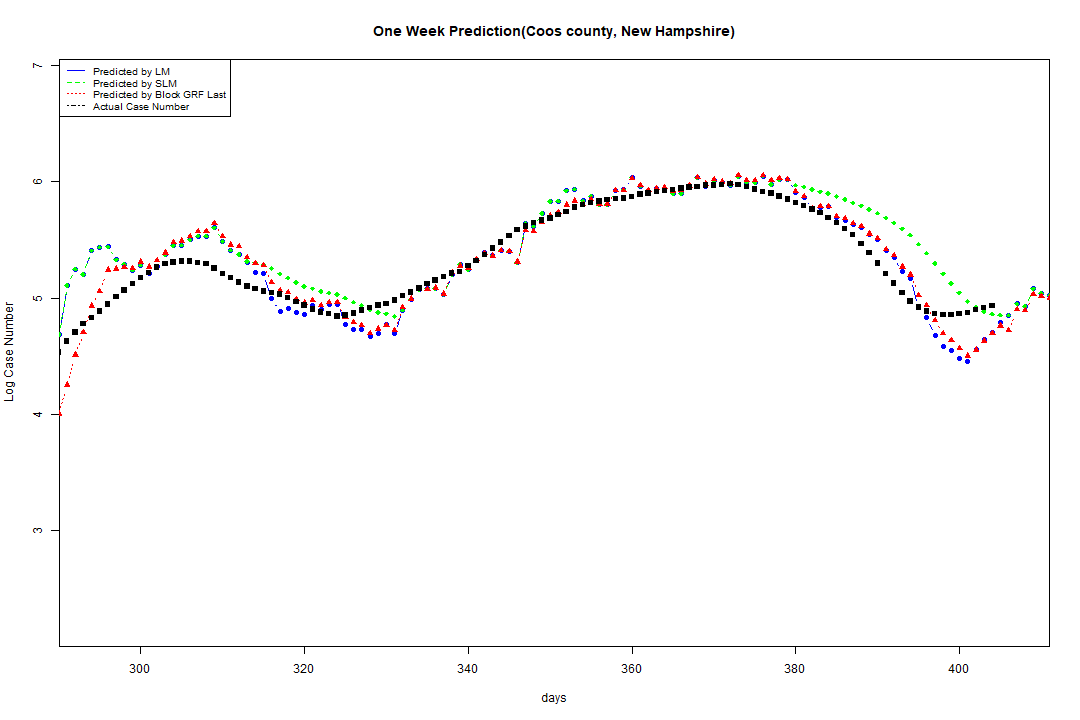 One Week Prediction(Coos county, New Hampshire)
Predicted by LM
Predicted by SLM
Predicted by Block GRF Last
Actual Case Number
Log Case Number
7
6
5
4
3
300
320
340
360
380
400
days